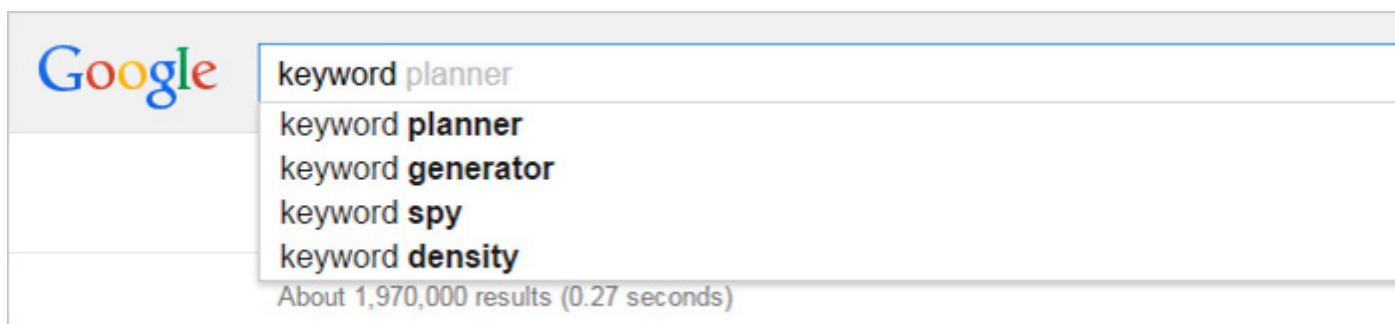 Google
keyword planner
keyword planner
keyword generator
keyword spy
keyword density
About 1,970,000 results (0.27 seconds)